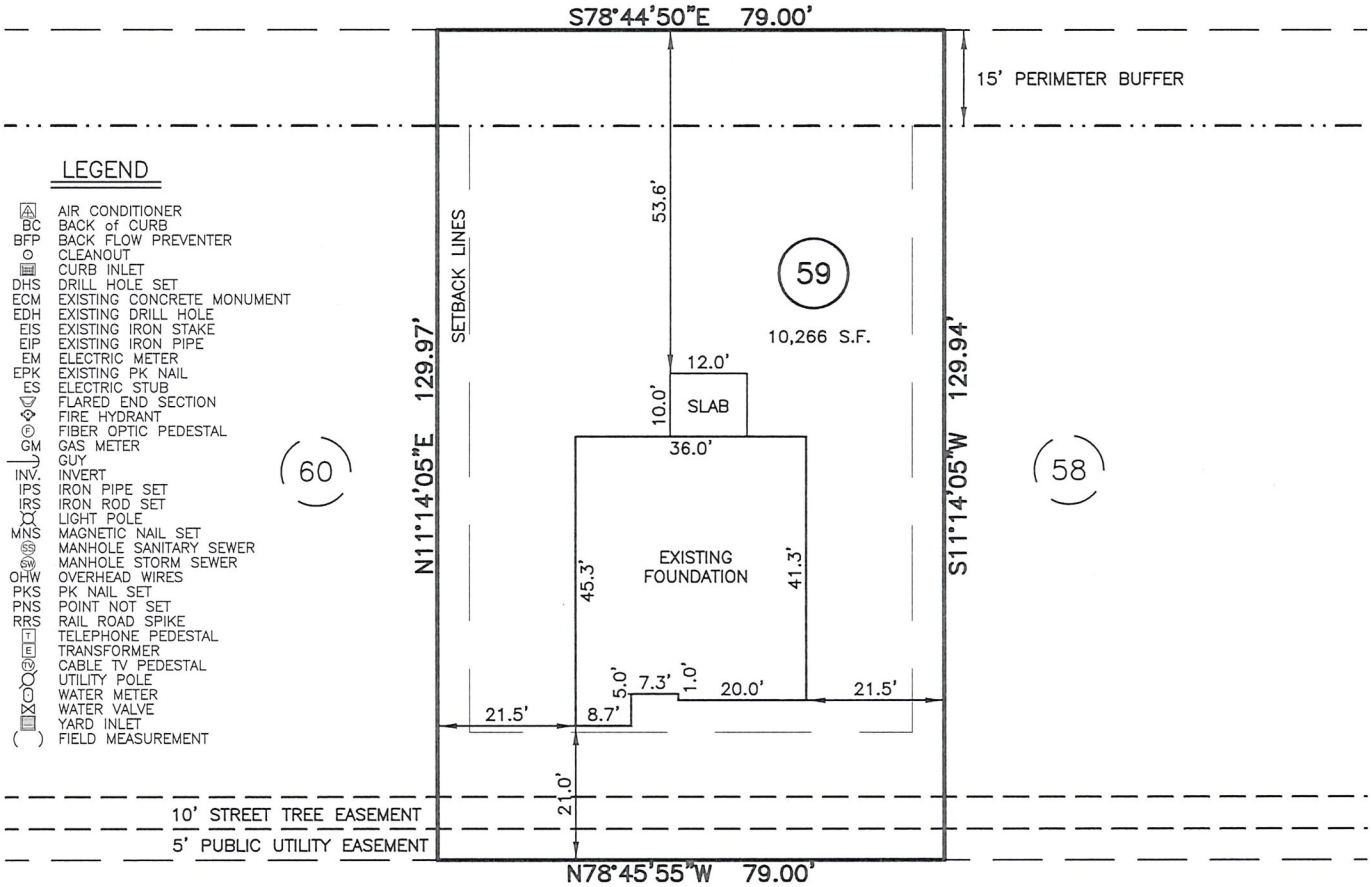 S78°44'50"E 79.00'
15' PERIMETER BUFFER
LEGEND
AIR CONDITIONER
BC BACK of CURB
BFP BACK FLOW PREVENTER
CLEANOUT
CURB INLET
DHS DRILL HOLE SET
ECM EXISTING CONCRETE MONUMENT
EDH EXISTING DRILL HOLE
EIS EXISTING IRON STAKE
EIP EXISTING IRON PIPE
EM ELECTRIC METER
EPK EXISTING PK NAIL
ES ELECTRIC STUB
FLARED END SECTION
FIRE HYDRANT
F FIBER OPTIC PEDESTAL
GM GAS METER
GUY
INV. INVERT
IPS IRON PIPE SET
IRS IRON ROD SET
LIGHT POLE
MNS MAGNETIC NAIL SET
SS MANHOLE SANITARY SEWER
SW MANHOLE STORM SEWER
OHW OVERHEAD WIRES
PKS PK NAIL SET
PNS POINT NOT SET
RRS RAIL ROAD SPIKE
T TELEPHONE PEDESTAL
E TRANSFORMER
TV CABLE TV PEDESTAL
UTILITY POLE
WATER METER
WATER VALVE
YARD INLET
( ) FIELD MEASUREMENT
60
N11°14'05"E 129.97'
SETBACK LINES
53.6'
59
10,266 S.F.
12.0'
10.0'
SLAB
36.0'
EXISTING
FOUNDATION
45.3'
41.3'
5.0'
7.3'
1.0'
20.0'
21.5'
21.5'
8.7'
21.0'
S11°14'05"W 129.94'
58
10' STREET TREE EASEMENT
5' PUBLIC UTILITY EASEMENT
N78°45'55"W 79.00'